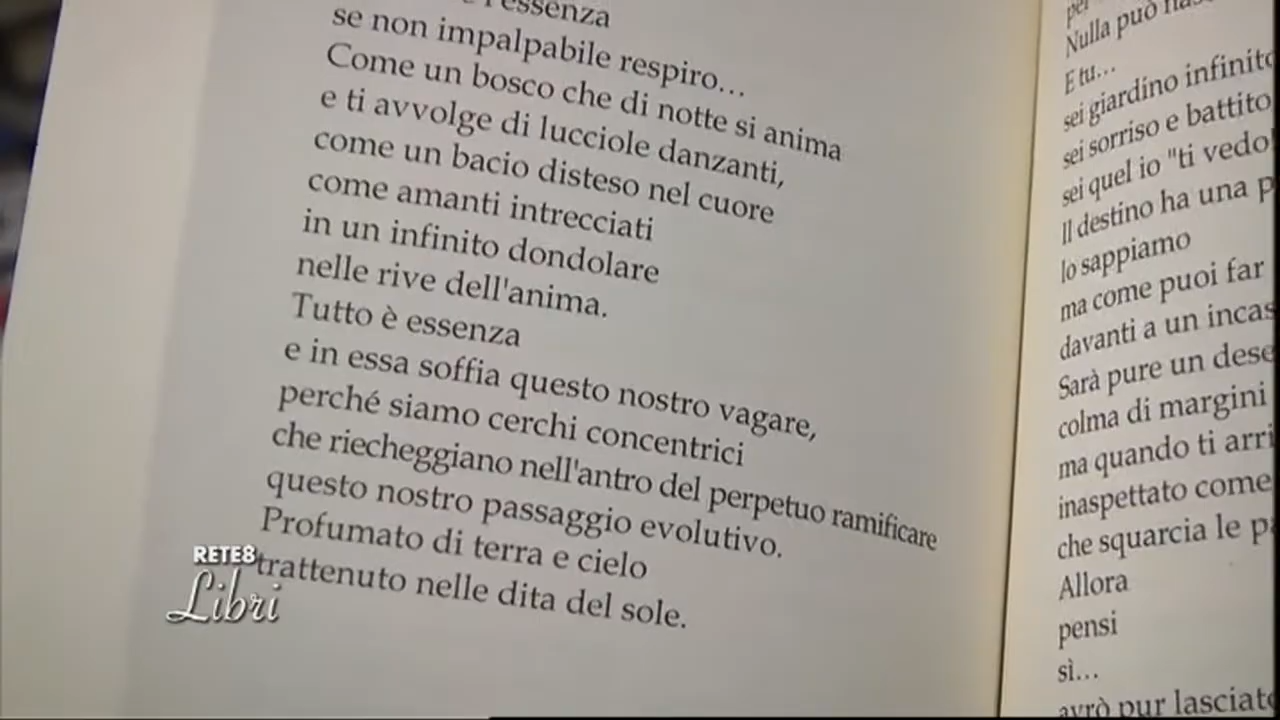 l'essenza
se non impalpabile respiro...
Come un bosco che di notte si anima
e ti avvolge di lucciole danzanti,
come un bacio disteso nel cuore
come amanti intrecciati
in un infinito dondolare
nelle rive dell'anima.
Tutto è essenza
e in essa soffia questo nostro vagare,
perché siamo cerchi concentrici
che riecheggiano nell'antro del perpetuo ramificare
questo nostro passaggio evolutivo.
Profumato di terra e cielo
trattenuto nelle dita del sole.
RETE8
Libri
Nulla può
E tu...
sei giardino infinito
sei sorriso e battito
sei quel io "ti vedo
Il destino ha una
lo sappiamo
ma come puoi far
davanti a un
Sarà pure un
colma di margini
ma quando ti
inaspettato come
che squarcia le
Allora
pensi
sì...
avrò pur